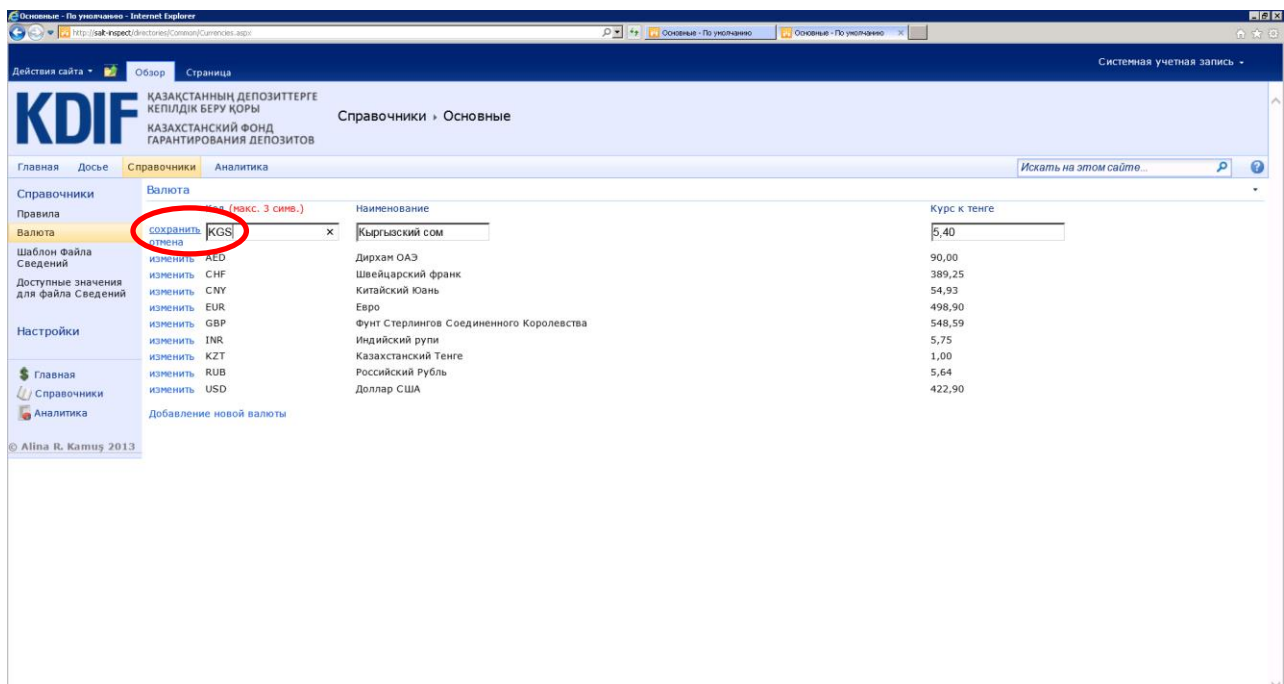 Основные - По умолчанию - Internet Explorer
http://salt-inspect/directories/Common/Currencies.aspx
Основные - По умолчанию
Основные - По умолчанию
Действия сайта
Обзор
Страница
Системная учетная запись
KDIF
ҚАЗАҚСТАННЫҢ ДЕПОЗИТТЕРГЕ
КЕПІЛДІК БЕРУ ҚОРЫ
КАЗАХСТАНСКИЙ ФОНД
ГАРАНТИРОВАНИЯ ДЕПОЗИТОВ
Справочники ▸ Основные
Главная Досье Справочники Аналитика
Искать на этом сайте...
Справочники
Правила
Валюта
Шаблон Файла
Сведений
Доступные значения
для файла Сведений
Настройки
Главная
Справочники
Аналитика
© Alina R. Kamuş 2013
Валюта
Код (макс. 3 симв.) Наименование Курс к тенге
сохранить KGS Кыргызский сом 5,40
отмена
изменить AED Дирхам ОАЭ 90,00
изменить CHF Швейцарский франк 389,25
изменить CNY Китайский Юань 54,93
изменить EUR Евро 498,90
изменить GBP Фунт Стерлингов Соединенного Королевства 548,59
изменить INR Индийский рупи 5,75
изменить KZT Казахстанский Тенге 1,00
изменить RUB Российский Рубль 5,64
изменить USD Доллар США 422,90
Добавление новой валюты